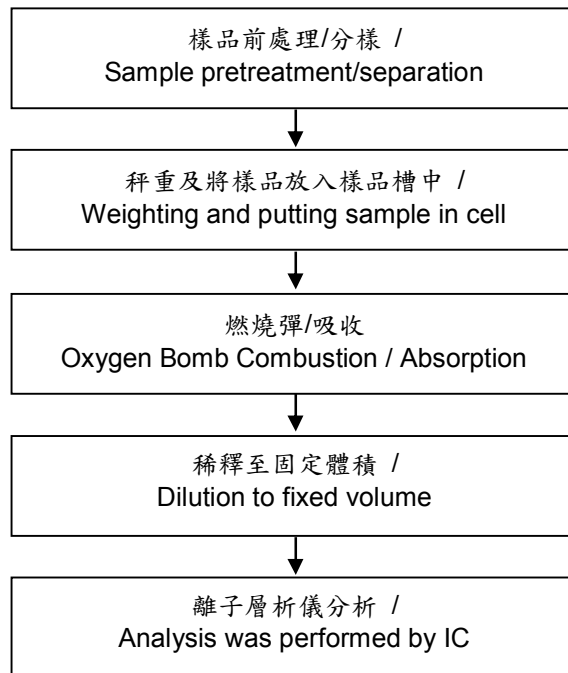 樣品前處理/分樣 /
Sample pretreatment/separation
秤重及將樣品放入樣品槽中 /
Weighting and putting sample in cell
燃燒彈/吸收
Oxygen Bomb Combustion / Absorption
稀釋至固定體積 /
Dilution to fixed volume
離子層析儀分析 /
Analysis was performed by IC